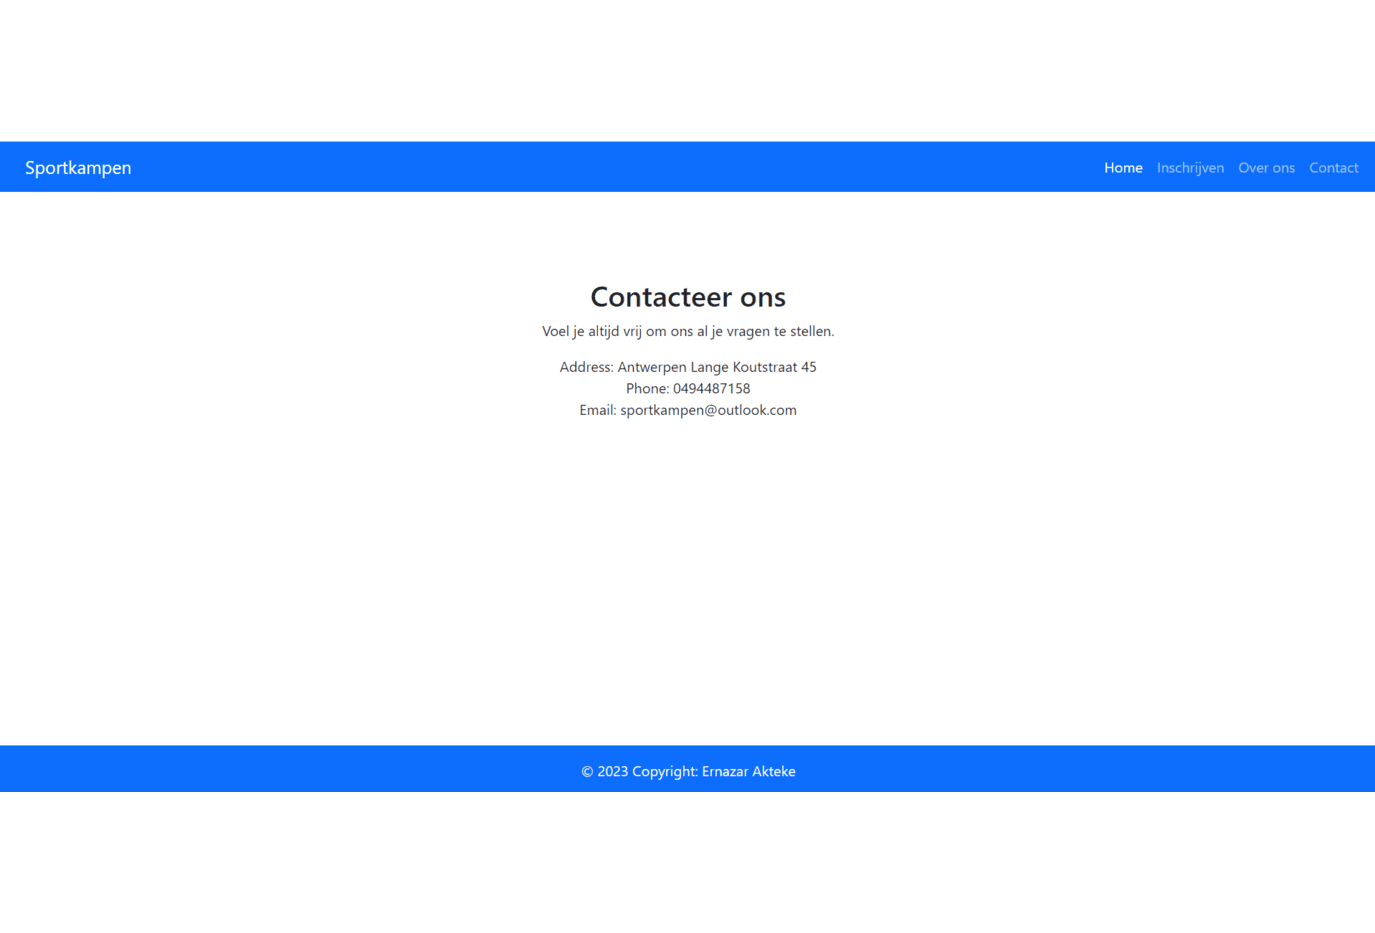 Sportkampen
Home Inschrijven Over ons Contact
Contacteer ons
Voel je altijd vrij om ons al je vragen te stellen.
Address: Antwerpen Lange Koutstraat 45
Phone: 0494487158
Email: sportkampen@outlook.com
© 2023 Copyright: Ernazar Akteke